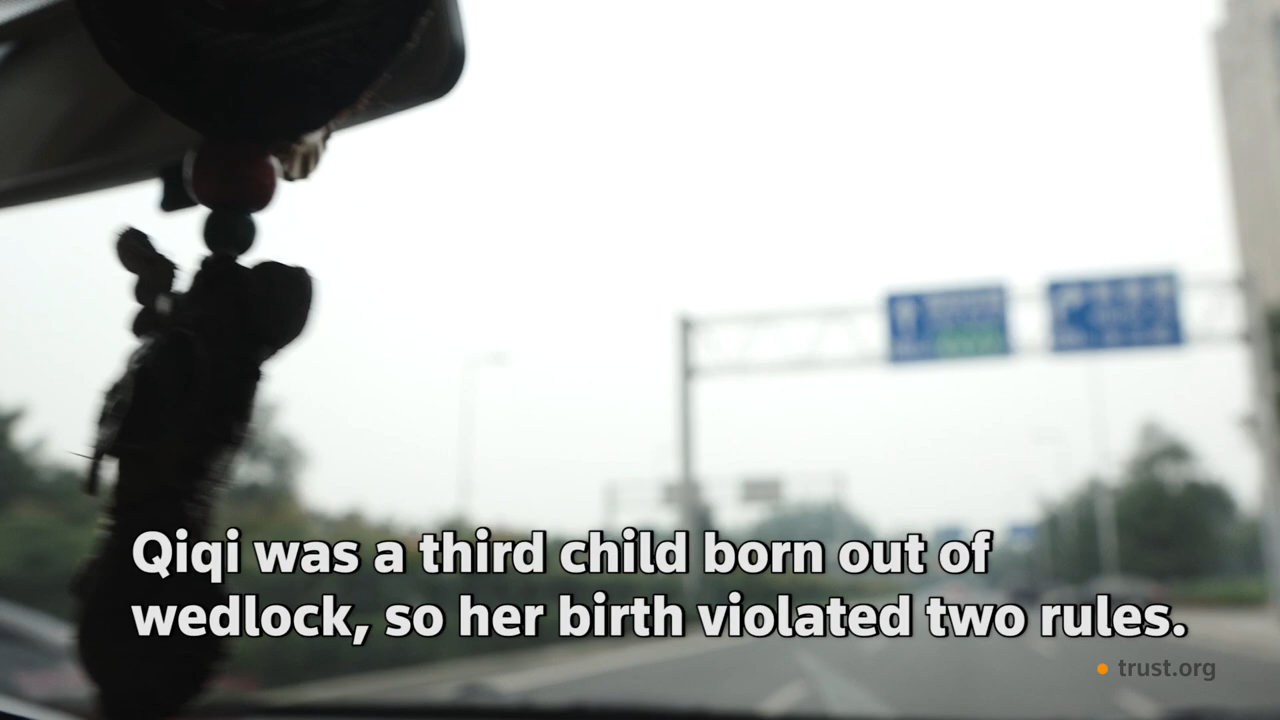 Qiqi was a third child born out of
wedlock, so her birth violated two rules.
trust.org